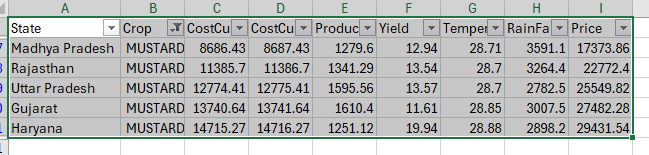 A B C D E F G H I
State Crop CostCu CostCu Produc Yield Temper RainFa Price
Madhya Pradesh MUSTARD 8686.43 8687.43 1279.6 12.94 28.71 3591.1 17373.86
Rajasthan MUSTARD 11385.7 11386.7 1341.29 13.54 28.7 3264.4 22772.4
Uttar Pradesh MUSTARD 12774.41 12775.41 1595.56 13.57 28.7 2782.5 25549.82
Gujarat MUSTARD 13740.64 13741.64 1610.4 11.61 28.85 3007.5 27482.28
Haryana MUSTARD 14715.27 14716.27 1251.12 19.94 28.88 2898.2 29431.54